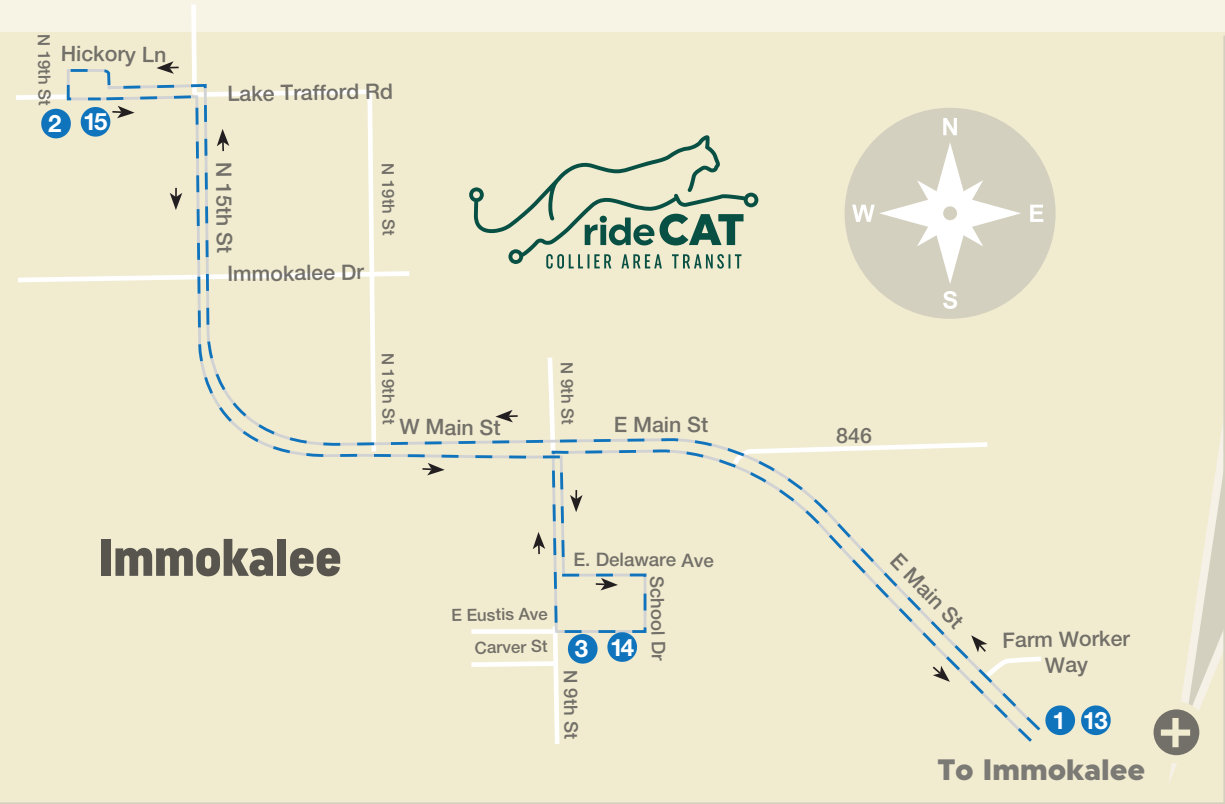 N 19th St
Hickory Ln
Lake Trafford Rd
2
15
N 15th St
N 19th St
Immokalee Dr
rideCAT
COLLIER AREA TRANSIT
N
W
E
S
N 19th St
W Main St
N 9th St
E Main St
846
Immokalee
E. Delaware Ave
School Dr
E Eustis Ave
Carver St
3
14
N 9th St
E Main St
Farm Worker
Way
1
13
To Immokalee